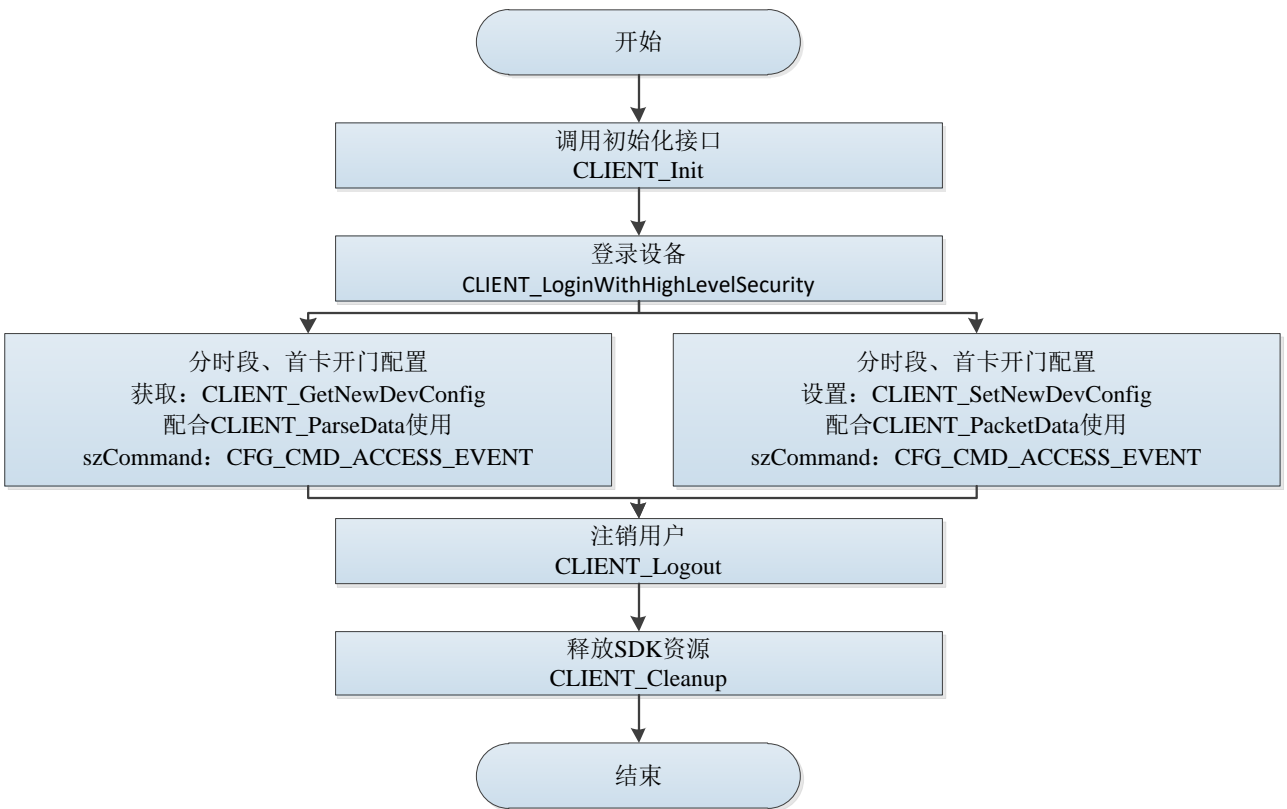 开始
调用初始化接口
CLIENT_Init
登录设备
CLIENT_LoginWithHighLevelSecurity
分时段、首卡开门配置
获取：CLIENT_GetNewDevConfig
配合CLIENT_ParseData使用
szCommand：CFG_CMD_ACCESS_EVENT
分时段、首卡开门配置
设置：CLIENT_SetNewDevConfig
配合CLIENT_PacketData使用
szCommand：CFG_CMD_ACCESS_EVENT
注销用户
CLIENT_Logout
释放SDK资源
CLIENT_Cleanup
结束